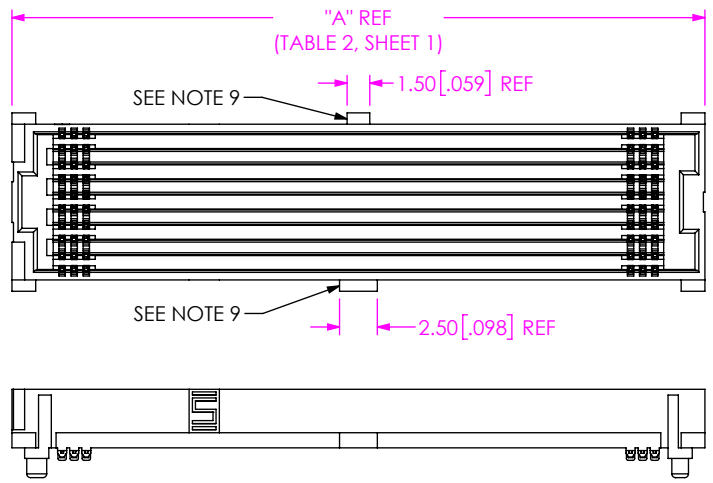 "A" REF
(TABLE 2, SHEET 1)
1.50[.059] REF
SEE NOTE 9
SEE NOTE 9
2.50[.098] REF